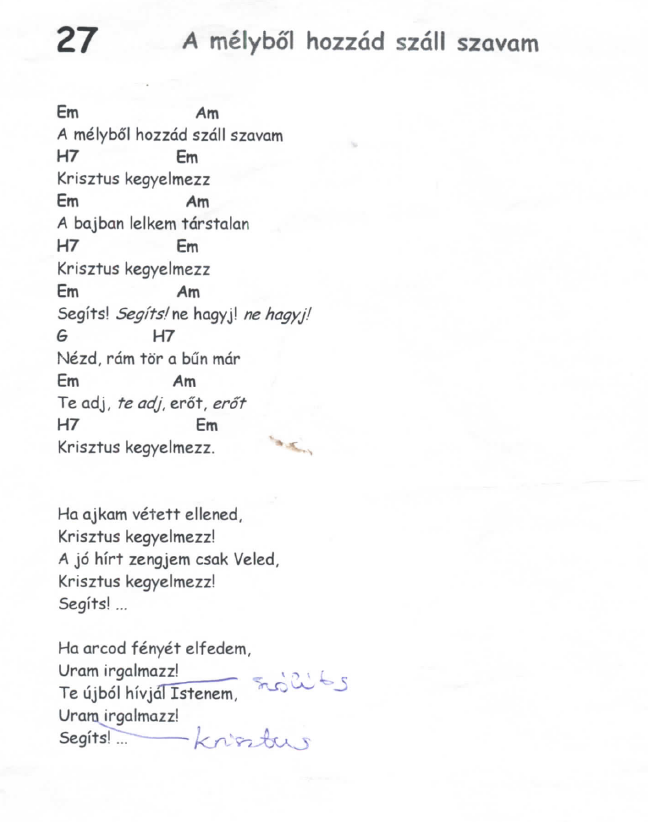 27 A mélyből hozzád száll szavam
Em Am
A mélyből hozzád száll szavam
H7 Em
Krisztus kegyelmezz
Em Am
A bajban lelkem társtalan
H7 Em
Krisztus kegyelmezz
Em Am
Segíts! Segíts! ne hagyj! ne hagyj!
G H7
Nézd, rám tör a bűn már
Em Am
Te adj, te adj, erőt, erőt
H7 Em
Krisztus kegyelmezz.
Ha ajkam vétett ellened,
Krisztus kegyelmezz!
A jó hírt zengjem csak Veled,
Krisztus kegyelmezz!
Segíts! ...
Ha arcod fényét elfedem,
Uram irgalmazz!
szólíts
Te újból hívjál Istenem,
Uram irgalmazz!
Segíts! ...
krisztus